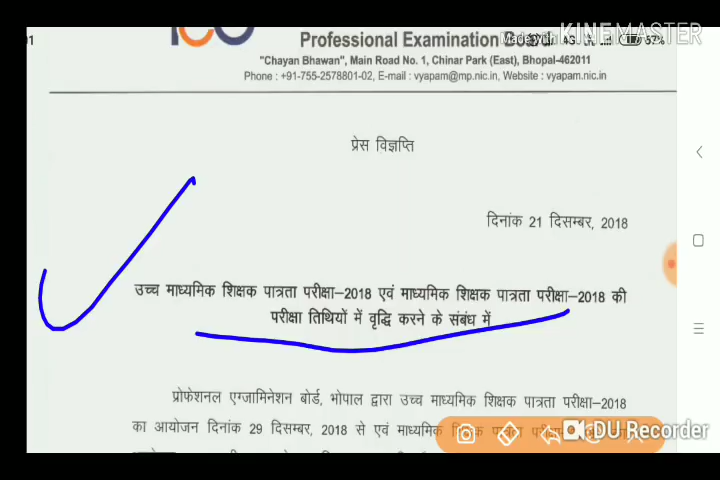 Professional Examination Board
KINEMASTER
"Chayan Bhawan", Main Road No. 1, Chinar Park (East), Bhopal-462011
Phone : +91-755-2578801-02, E-mail : vyapam@mp.nic.in, Website : vyapam.nic.in
प्रेस विज्ञप्ति
दिनांक 21 दिसम्बर, 2018
उच्च माध्यमिक शिक्षक पात्रता परीक्षा-2018 एवं माध्यमिक शिक्षक पात्रता परीक्षा-2018 की
परीक्षा तिथियों में वृद्धि करने के संबंध में
प्रोफेशनल एग्जामिनेशन बोर्ड, भोपाल द्वारा उच्च माध्यमिक शिक्षक पात्रता परीक्षा-2018
का आयोजन दिनांक 29 दिसम्बर, 2018 से एवं माध्यमिक शिक्षक पात्रता
DU Recorder